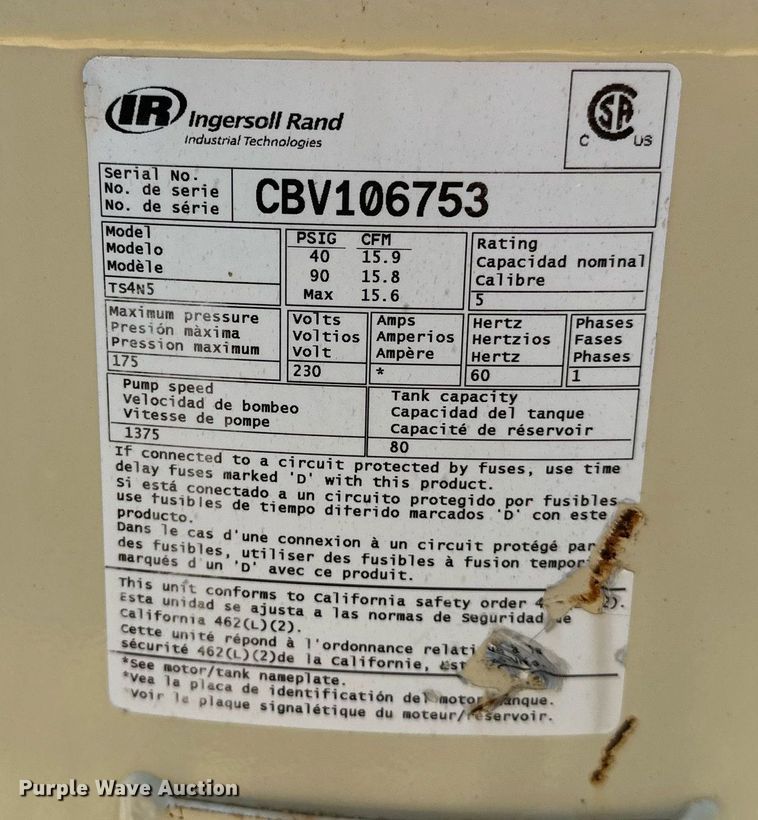 IR Ingersoll Rand
Industrial Technologies
CSA
C US
Serial No.
No. de serie
No. de série
CBV106753
Model
Modelo
Modèle
TS4N5
PSIG CFM
40 15.9
90 15.8
Max 15.6
Rating
Capacidad nominal
Calibre
5
Maximum pressure
Presión màxima
Pression maximum
175
Volts
Voltios
Volt
230
Amps
Amperios
Ampère
*
Hertz
Hertzios
Hertz
60
Phases
Fases
Phases
1
Pump speed
Velocidad de bombeo
Vitesse de pompe
1375
Tank capacity
Capacidad del tanque
Capacité de réservoir
80
If connected to a circuit protected by fuses, use time
delay fuses marked 'D' with this product.
Si está conectado a un circuito protegido por fusibles
use fusibles de tiempo diferido marcados 'D' con este
producto.
Dans le cas d'une connexion à un circuit protégé par
des fusibles, utiliser des fusibles à fusion
marqués d'un 'D' avec ce produit.
This unit conforms to California safety order
Esta unidad se ajusta a las normas de Seguridad de
California 462(L)(2).
Cette unité répond à l'ordonnance
sécurité 462(L)(2)de la Californie,
*See motor/tank nameplate.
*Vea la placa de identificación del motor
*Voir la plaque signalétique du moteur/réservoir.
Purple Wave Auction